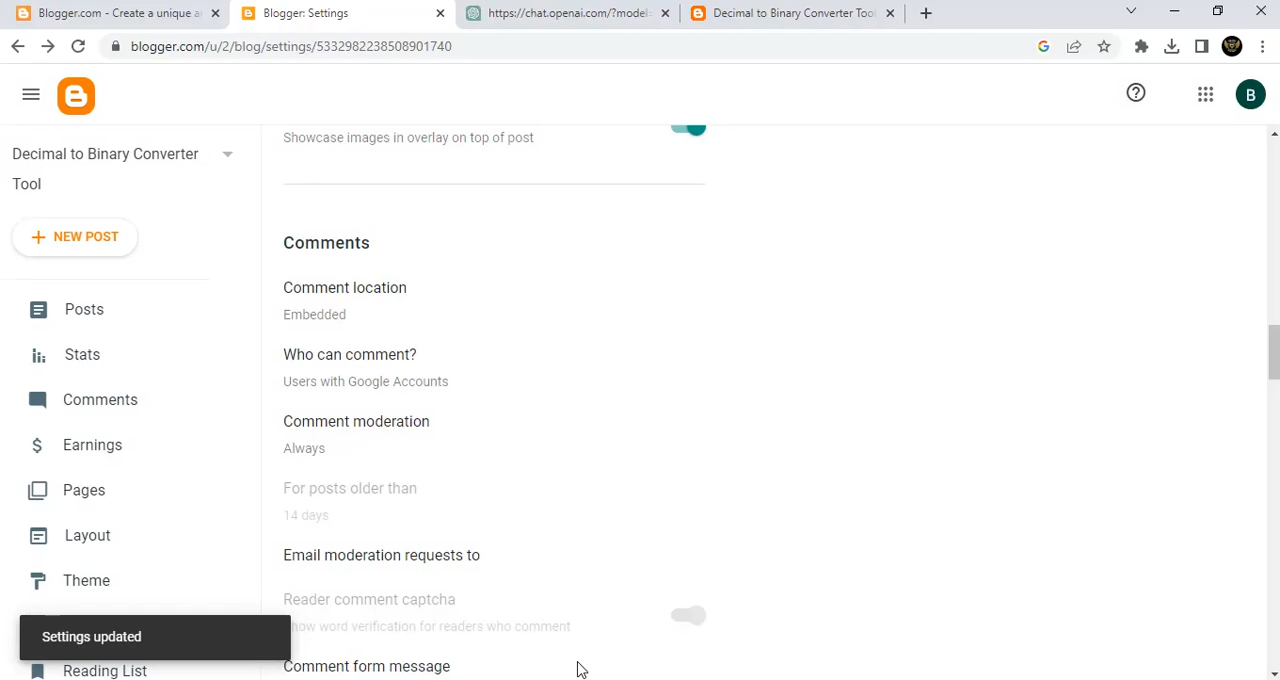 Blogger.com - Create a unique a
Blogger: Settings
https://chat.openai.com/?model=
Decimal to Binary Converter Tool
blogger.com/u/2/blog/settings/5332982238508901740
B
Decimal to Binary Converter
Tool
NEW POST
Posts
Stats
Comments
Earnings
Pages
Layout
Theme
Settings updated
Reading List
Showcase images in overlay on top of post
Comments
Comment location
Embedded
Who can comment?
Users with Google Accounts
Comment moderation
Always
For posts older than
14 days
Email moderation requests to
Reader comment captcha
how word verification for readers who comment
Comment form message